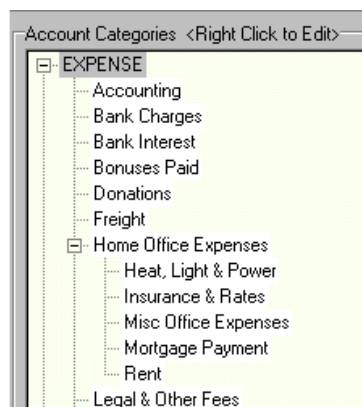 Account Categories <Right Click to Edit>
EXPENSE
Accounting
Bank Charges
Bank Interest
Bonuses Paid
Donations
Freight
Home Office Expenses
Heat, Light & Power
Insurance & Rates
Misc Office Expenses
Mortgage Payment
Rent
Legal & Other Fees